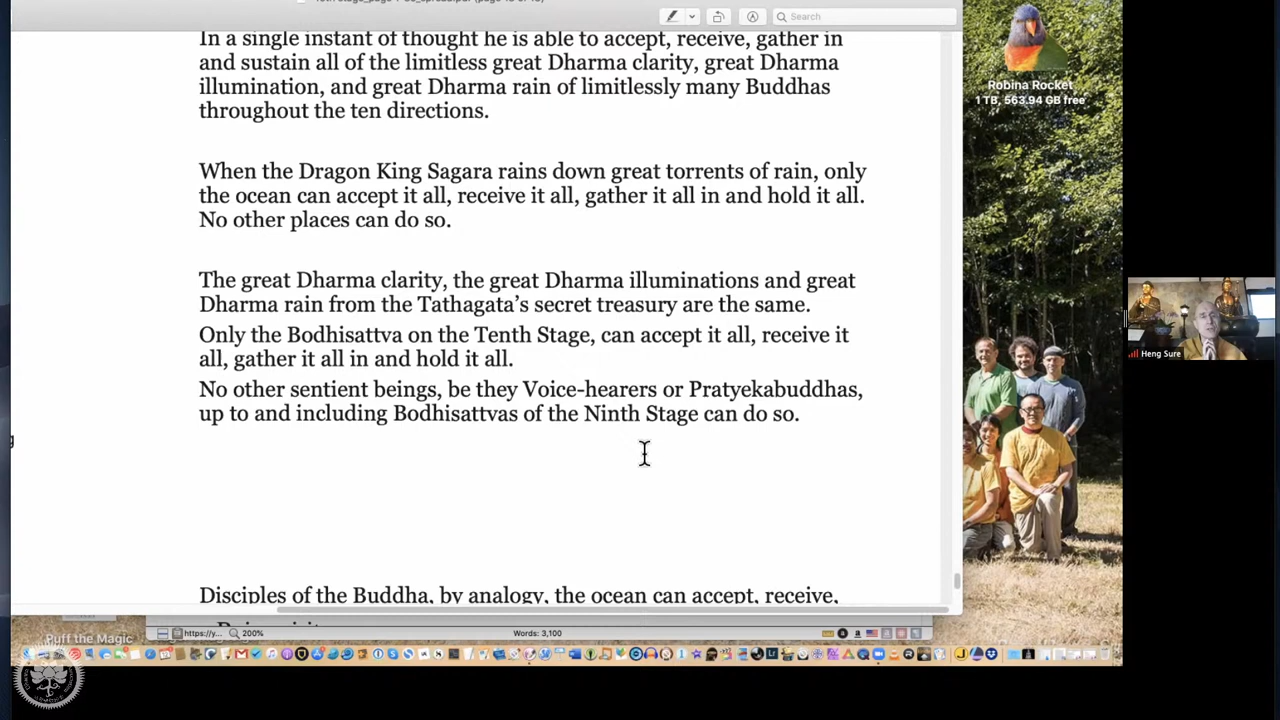 Search
In a single instant of thought he is able to accept, receive, gather in
and sustain all of the limitless great Dharma clarity, great Dharma
illumination, and great Dharma rain of limitlessly many Buddhas
throughout the ten directions.
When the Dragon King Sagara rains down great torrents of rain, only
the ocean can accept it all, receive it all, gather it all in and hold it all.
No other places can do so.
The great Dharma clarity, the great Dharma illuminations and great
Dharma rain from the Tathagata’s secret treasury are the same.
Only the Bodhisattva on the Tenth Stage, can accept it all, receive it
all, gather it all in and hold it all.
No other sentient beings, be they Voice-hearers or Pratyekabuddhas,
up to and including Bodhisattvas of the Ninth Stage can do so.
Disciples of the Buddha, by analogy, the ocean can accept, receive,
Robina Rocket
1 TB, 563.94 GB free
Heng Sure
Puff the Magic
https://y...
200%
Words: 3,100